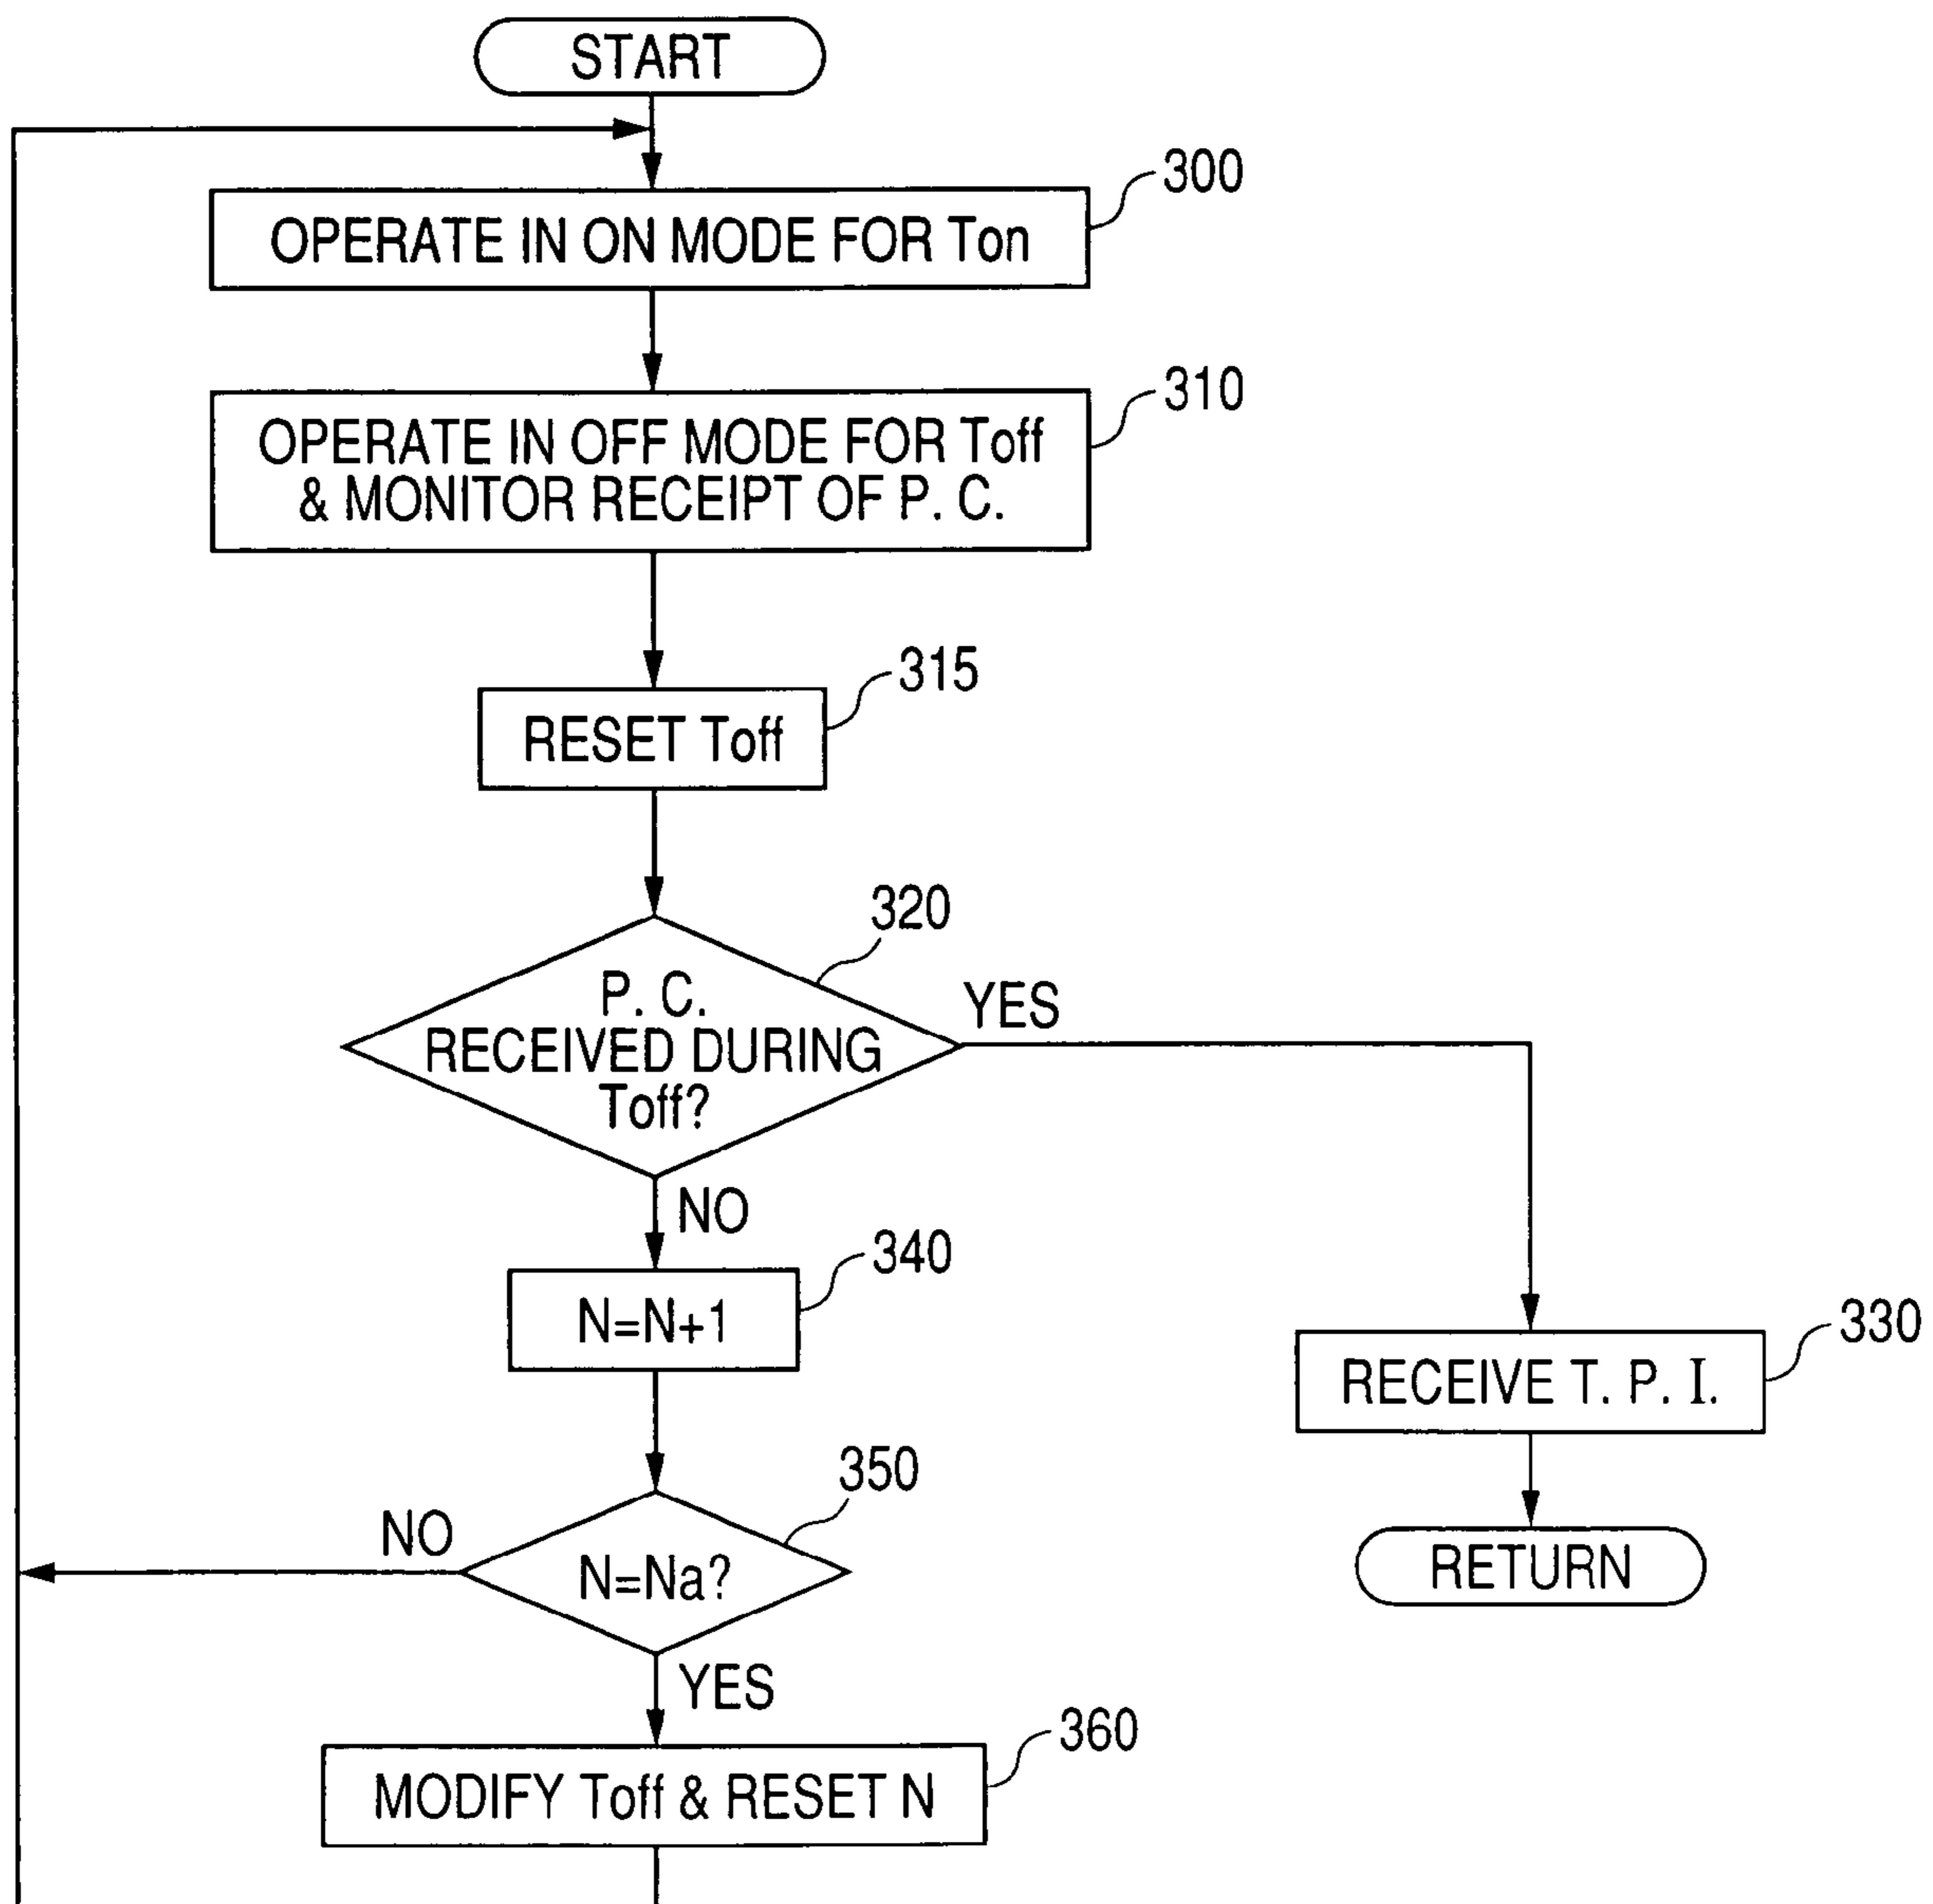 START
300
OPERATE IN ON MODE FOR Ton
310
OPERATE IN OFF MODE FOR Toff
& MONITOR RECEIPT OF P. C.
315
RESET Toff
320
P. C.
RECEIVED DURING
Toff?
YES
NO
340
N=N+1
330
RECEIVE T. P. I.
350
NO
N=Na?
RETURN
YES
360
MODIFY Toff & RESET N